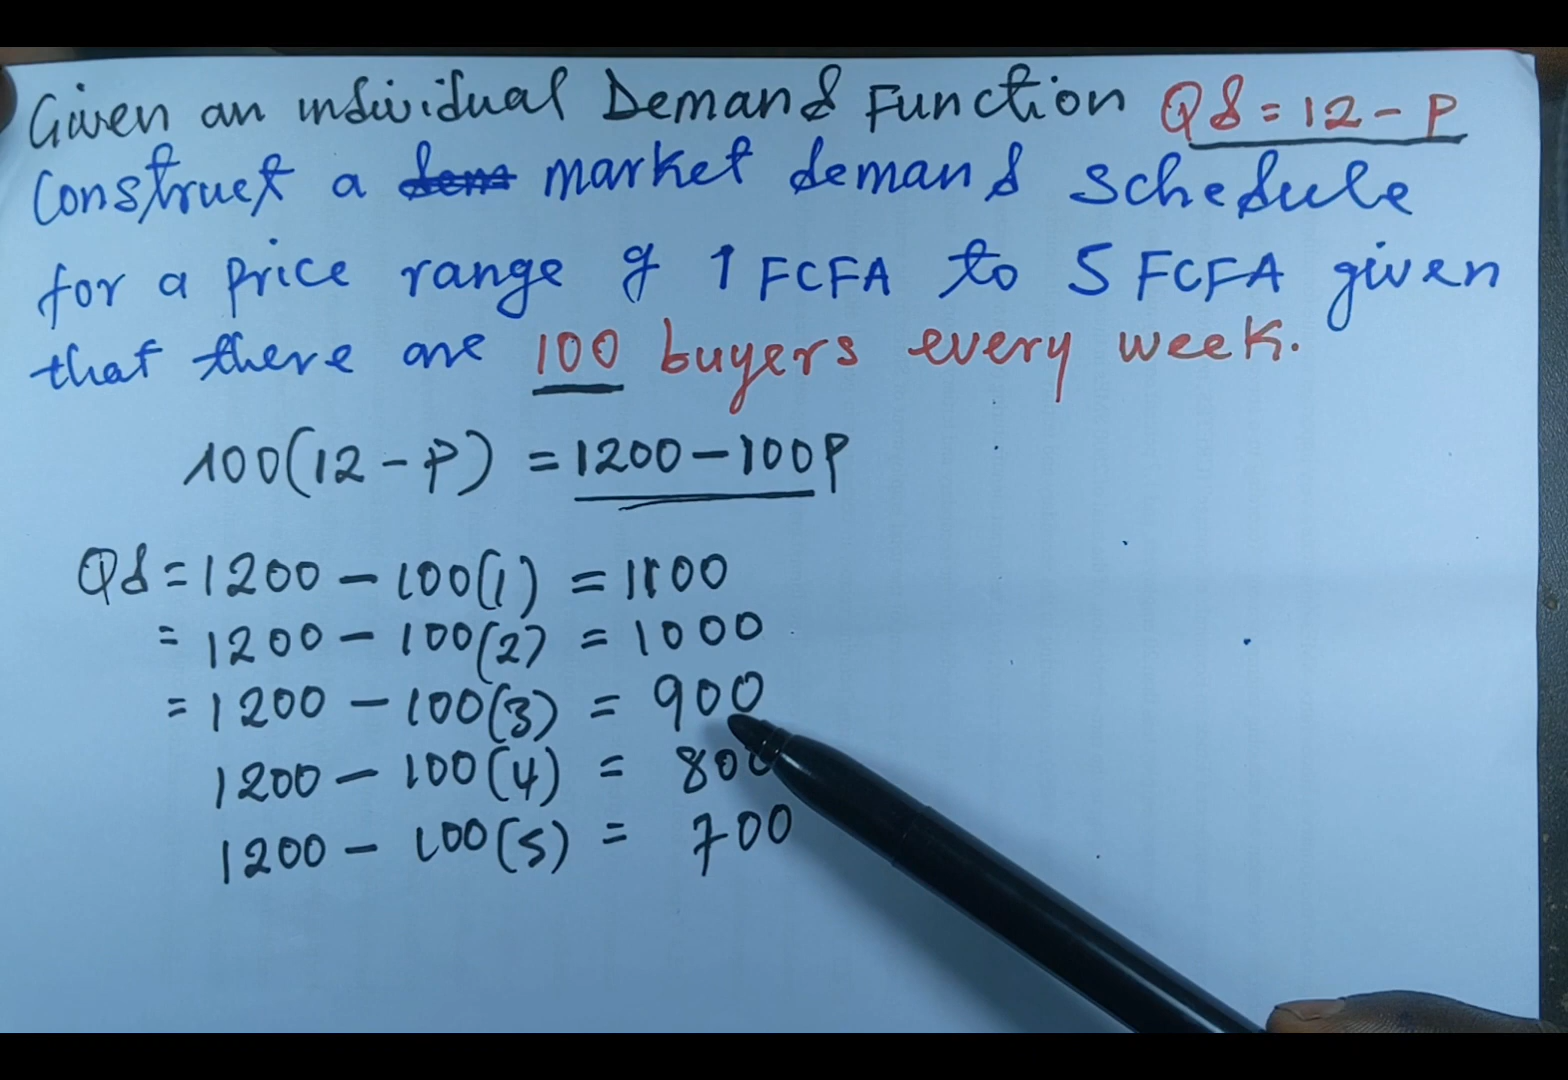 Given an individual Demand Function Qd = 12 - P
Construct a dem market demand schedule
for a price range of 1 FCFA to 5 FCFA given
that there are 100 buyers every week.
100(12 - P) = 1200 - 100P
Qd = 1200 - 100(1) = 1100
= 1200 - 100(2) = 1000
= 1200 - 100(3) = 900
1200 - 100(4) = 800
1200 - 100(5) = 700